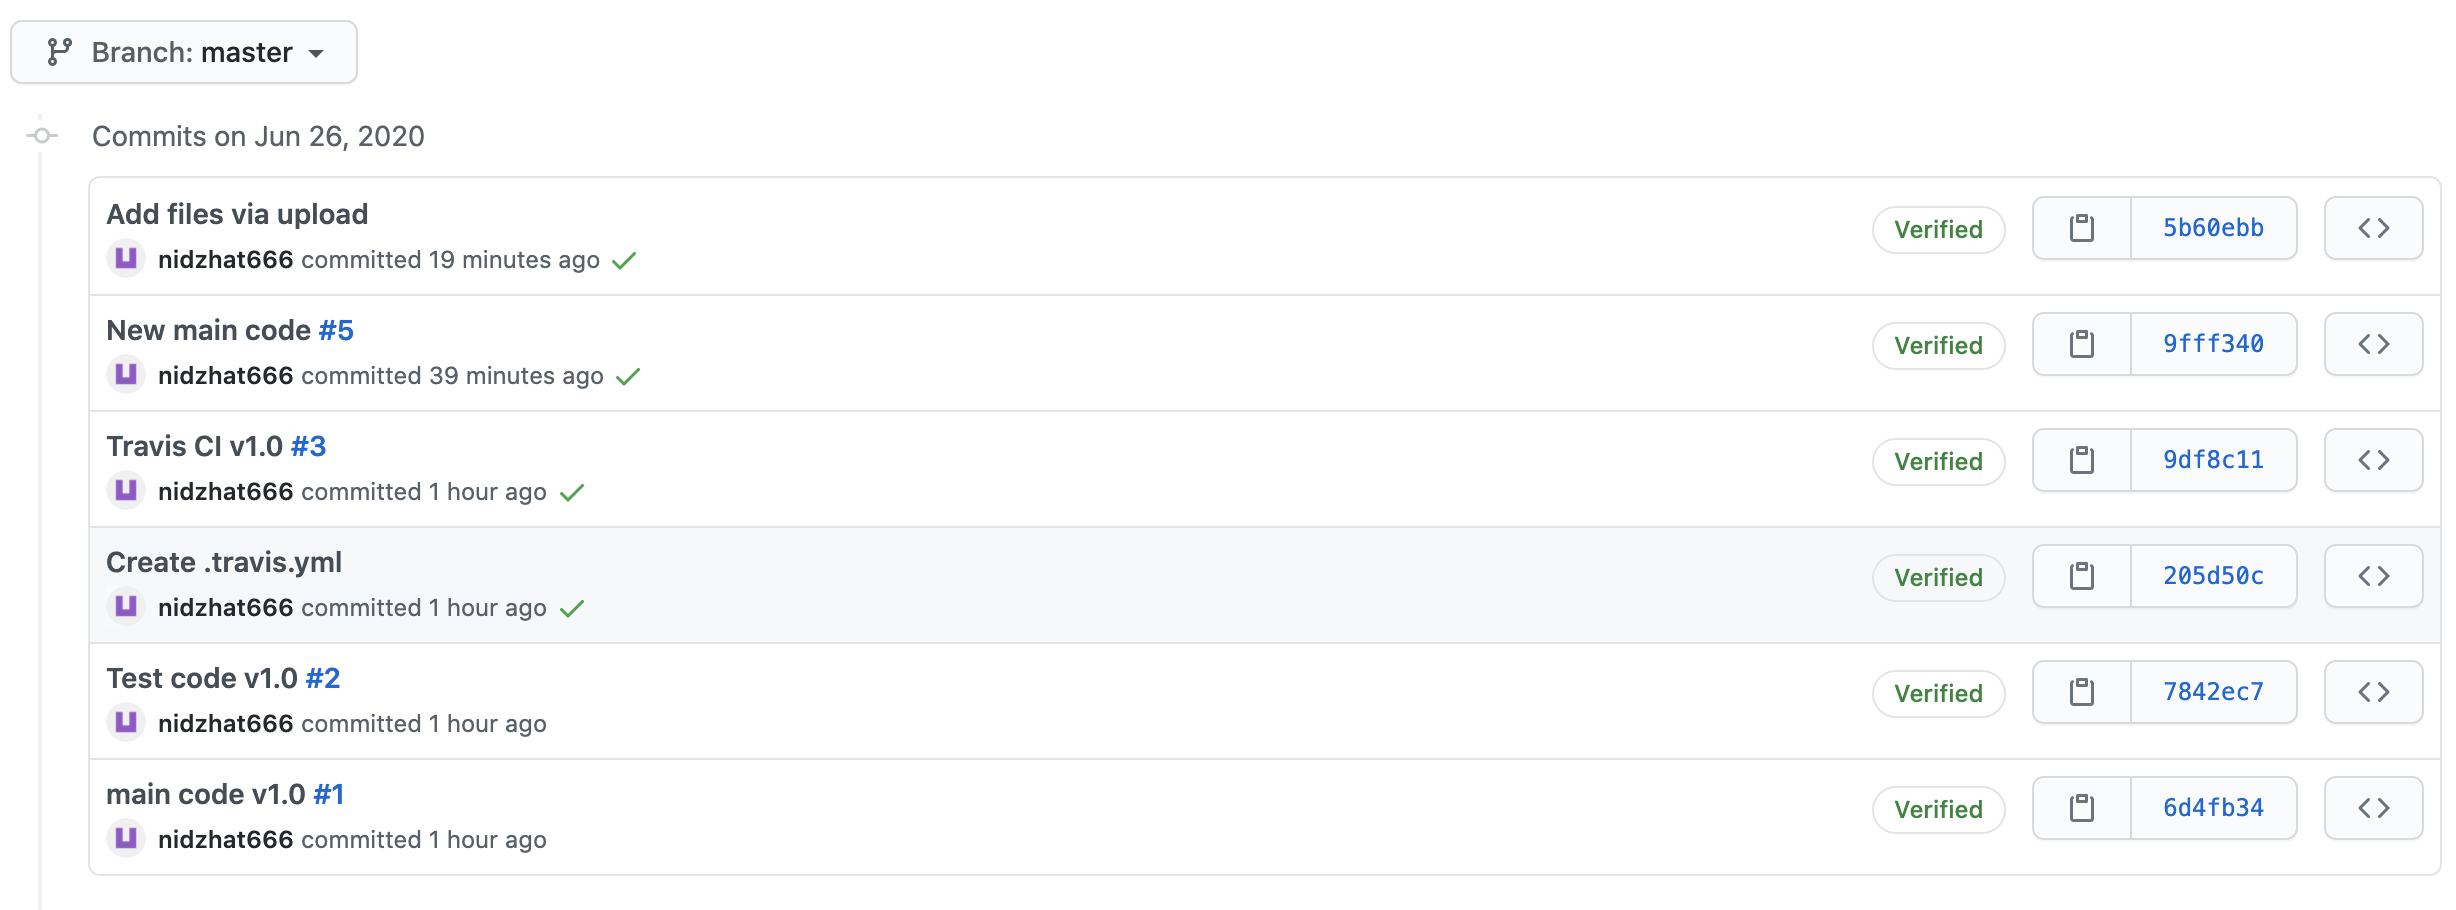 Branch: master
Commits on Jun 26, 2020
Add files via upload
nidzhat666 committed 19 minutes ago
Verified
5b60ebb
New main code #5
nidzhat666 committed 39 minutes ago
Verified
9fff340
Travis CI v1.0 #3
nidzhat666 committed 1 hour ago
Verified
9df8c11
Create .travis.yml
nidzhat666 committed 1 hour ago
Verified
205d50c
Test code v1.0 #2
nidzhat666 committed 1 hour ago
Verified
7842ec7
main code v1.0 #1
nidzhat666 committed 1 hour ago
Verified
6d4fb34